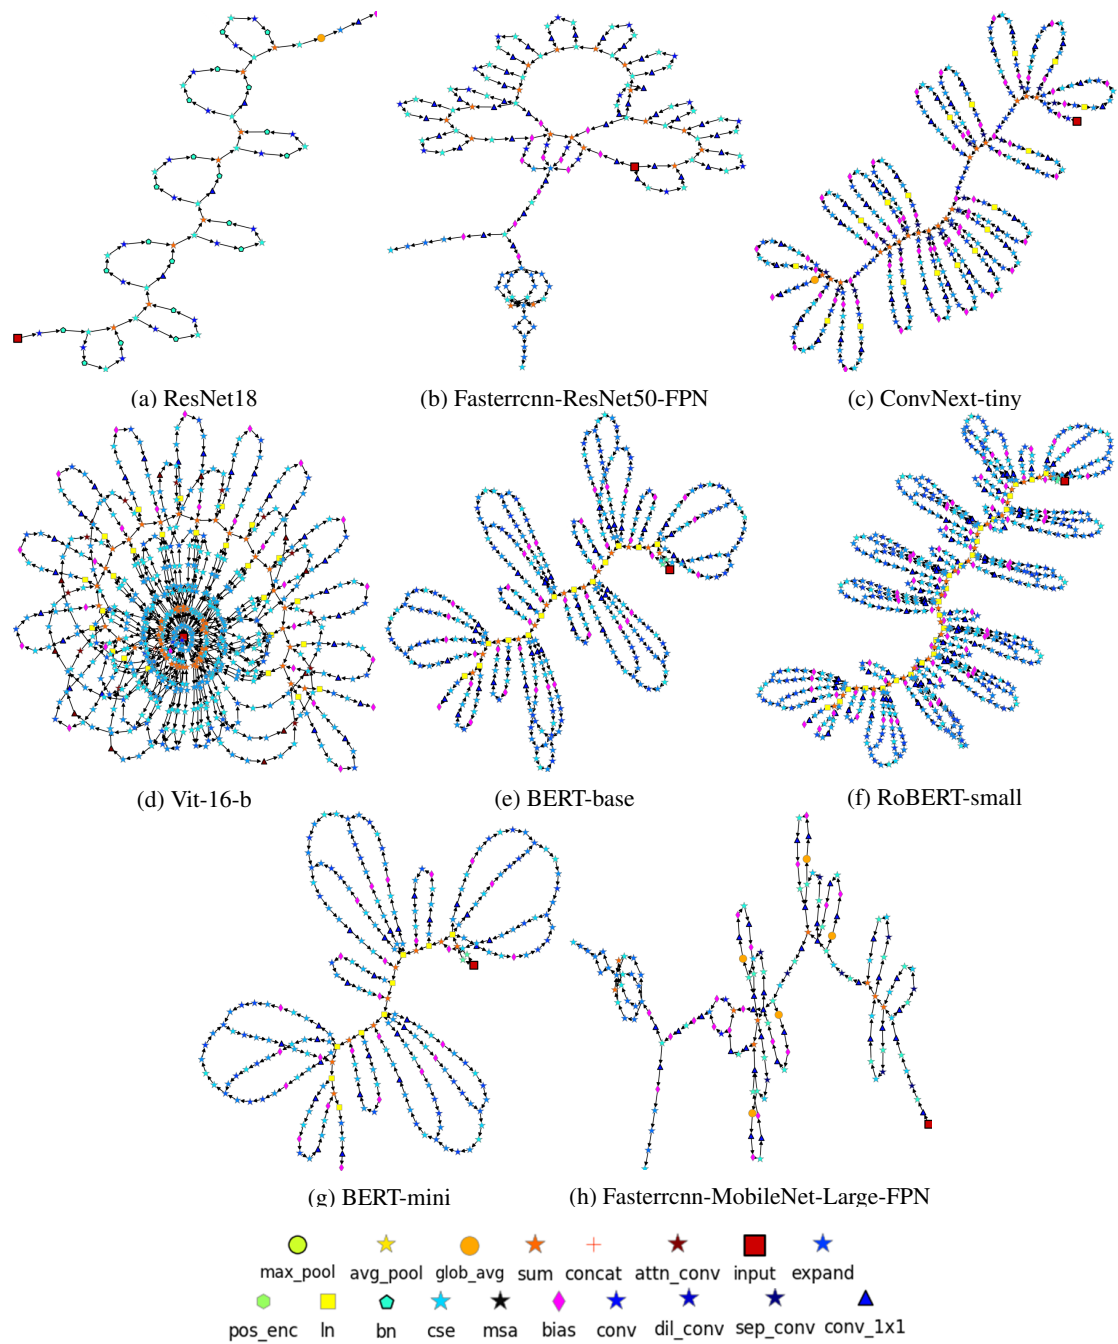 (a) ResNet18
(b) Fasterrcnn-ResNet50-FPN
(c) ConvNext-tiny
(d) Vit-16-b
(e) BERT-base
(f) RoBERT-small
(g) BERT-mini
(h) Fasterrcnn-MobileNet-Large-FPN
max_pool avg_pool glob_avg sum concat attn_conv input expand
pos_enc ln bn cse msa bias conv dil_conv sep_conv conv_1x1